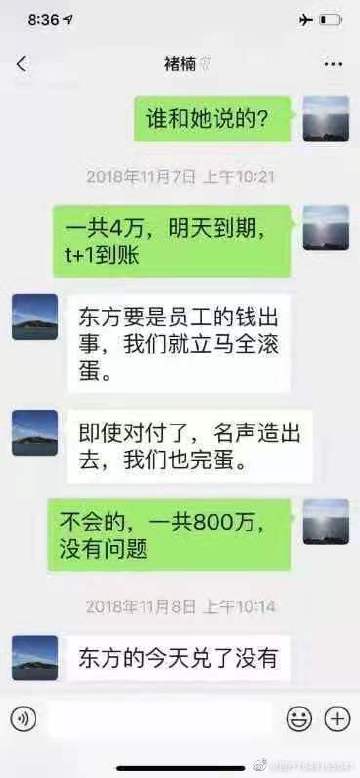 8:36
褚楠
谁和她说的?
2018年11月7日 上午10:21
一共4万，明天到期，
t+1到账
东方要是员工的钱出
事，我们就立马全滚
蛋。
即使对付了，名声造出
去，我们也完蛋。
不会的，一共800万，
没有问题
2018年11月8日 上午10:14
东方的今天兑了没有